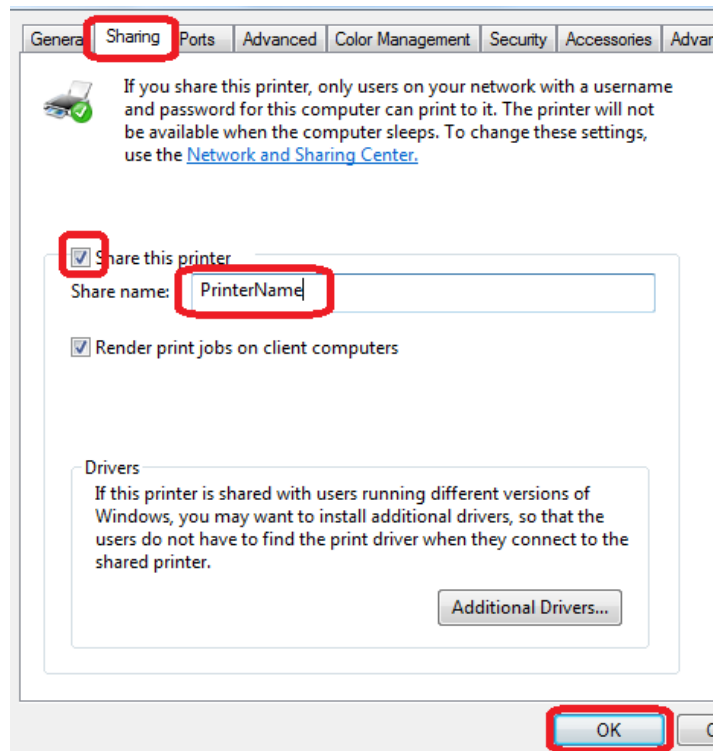 General Sharing Ports Advanced Color Management Security Accessories
If you share this printer, only users on your network with a username
and password for this computer can print to it. The printer will not
be available when the computer sleeps. To change these settings,
use the Network and Sharing Center.
Share this printer
Share name: PrinterName
Render print jobs on client computers
Drivers
If this printer is shared with users running different versions of
Windows, you may want to install additional drivers, so that the
users do not have to find the print driver when they connect to the
shared printer.
Additional Drivers...
OK